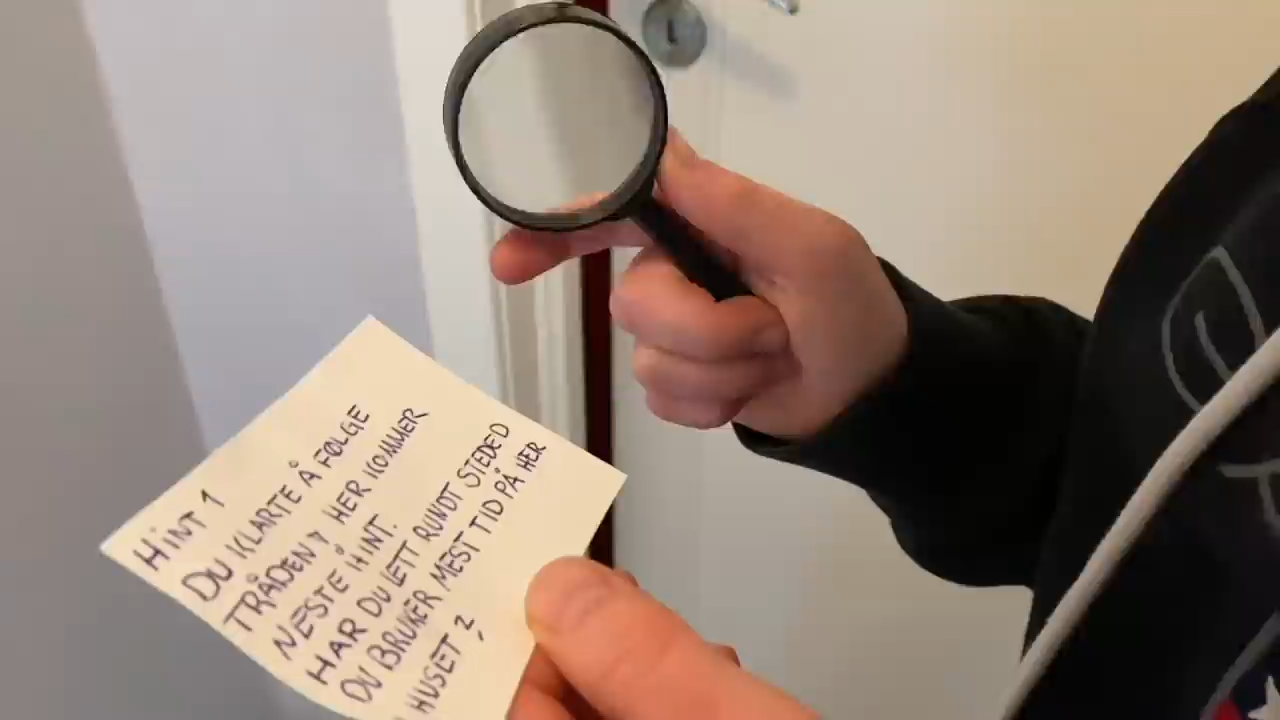 HINT 1
DU KLARTE Å FØLGE
TRÅDEN, HER KOMMER
NESTE HINT.
HAR DU LETT RUNDT STEDED
DU BRUKER MEST TID PÅ HER
I HUSET?